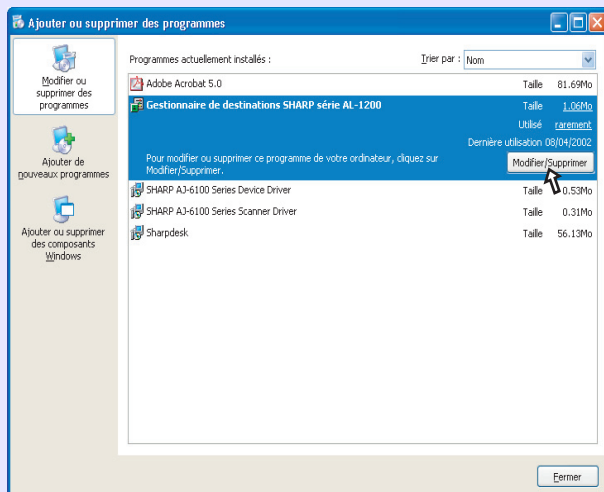 Ajouter ou supprimer des programmes
Modifier ou
supprimer des
programmes
Ajouter de
nouveaux programmes
Ajouter ou supprimer
des composants
Windows
Programmes actuellement installés :
Trier par : Nom
Adobe Acrobat 5.0 Taille 81.69Mo
Gestionnaire de destinations SHARP série AL-1200 Taille 1.06Mo
Utilisé rarement
Dernière utilisation 08/04/2002
Pour modifier ou supprimer ce programme de votre ordinateur, cliquez sur
Modifier/Supprimer.
Modifier/Supprimer
SHARP AJ-6100 Series Device Driver Taille 0.53Mo
SHARP AJ-6100 Series Scanner Driver Taille 0.31Mo
Sharpdesk Taille 56.13Mo
Fermer